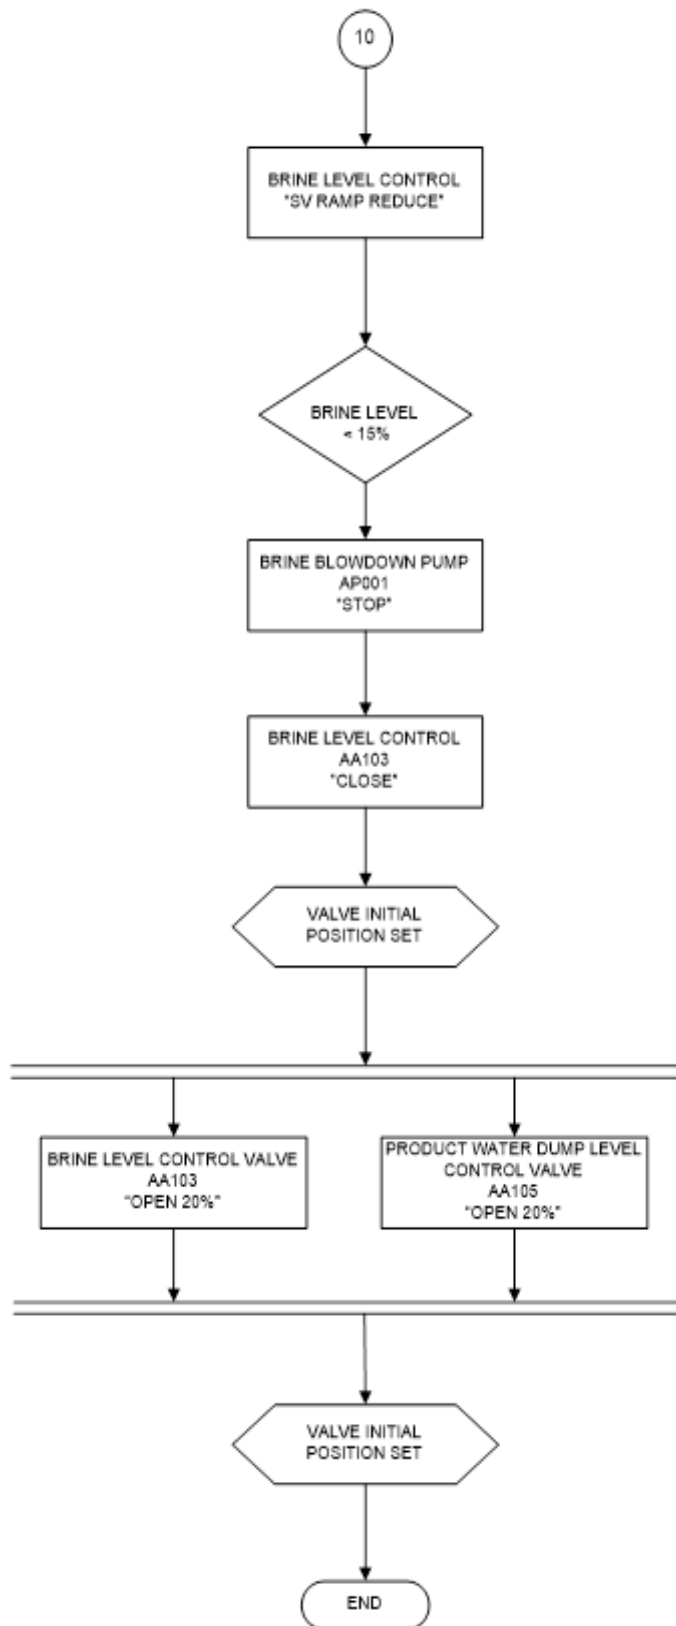 10
BRINE LEVEL CONTROL
"SV RAMP REDUCE"
BRINE LEVEL
< 15%
BRINE BLOWDOWN PUMP
AP001
"STOP"
BRINE LEVEL CONTROL
AA103
"CLOSE"
VALVE INITIAL
POSITION SET
BRINE LEVEL CONTROL VALVE
AA103
"OPEN 20%"
PRODUCT WATER DUMP LEVEL
CONTROL VALVE
AA105
"OPEN 20%"
VALVE INITIAL
POSITION SET
END